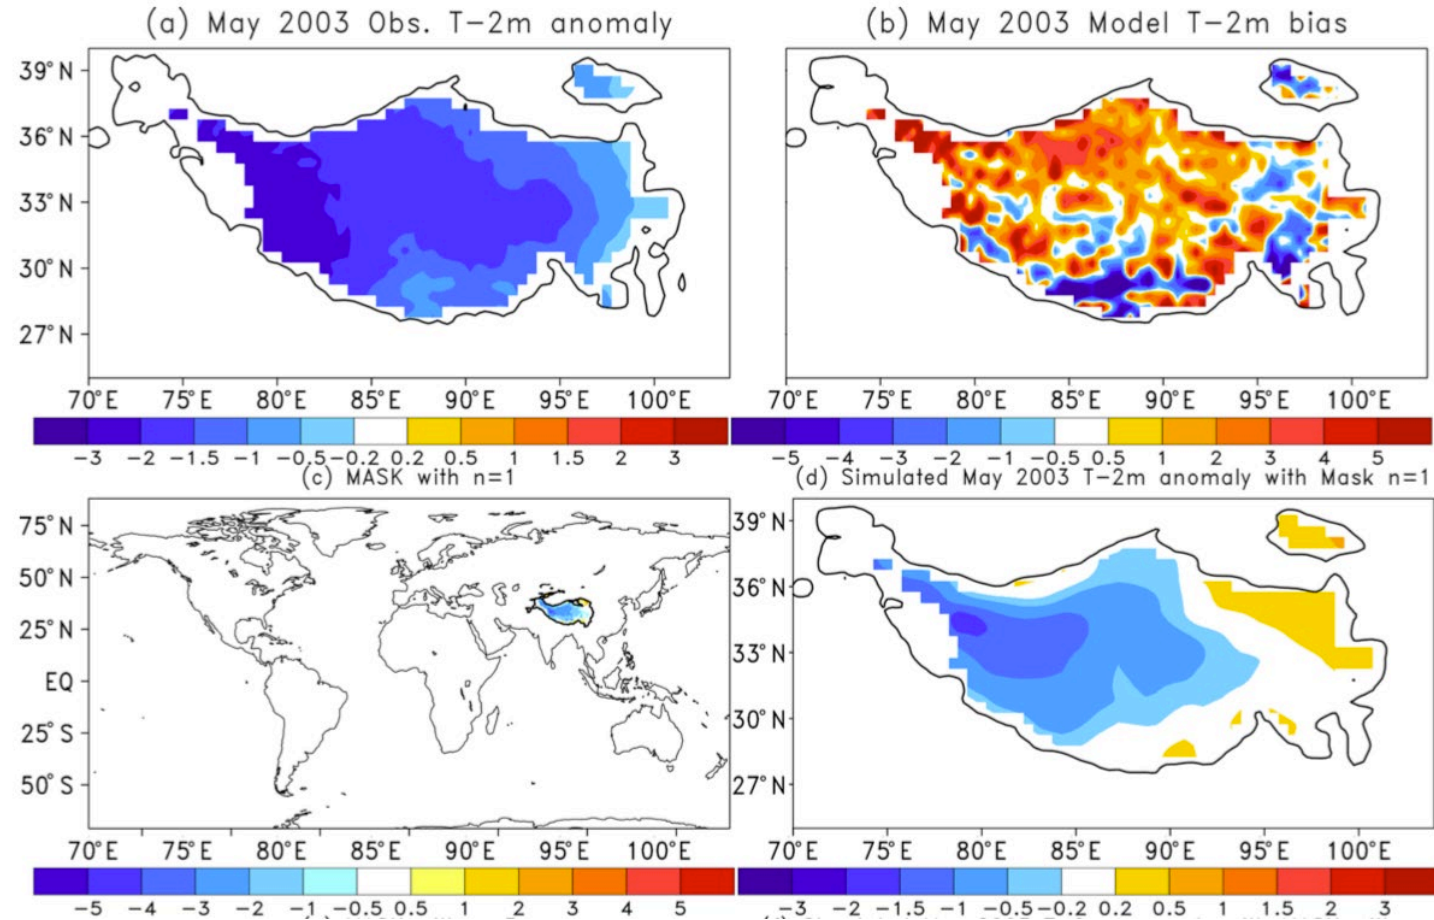 (a) May 2003 Obs. T-2m anomaly
(b) May 2003 Model T-2m bias
39°N
36°N
33°N
30°N
27°N
70°E 75°E 80°E 85°E 90°E 95°E 100°E
-3 -2 -1.5 -1 -0.5 -0.2 0.2 0.5 1 1.5 2 3
39°N
36°N
33°N
30°N
27°N
70°E 75°E 80°E 85°E 90°E 95°E 100°E
-5 -4 -3 -2 -1 -0.5 0.5 1 2 3 4 5
(c) MASK with n=1
(d) Simulated May 2003 T-2m anomaly with Mask n=1
75°N
50°N
25°N
EQ
25°S
50°S
70°E 75°E 80°E 85°E 90°E 95°E 100°E
-5 -4 -3 -2 -1 -0.5 0.5 1 2 3 4 5
39°N
36°N
33°N
30°N
27°N
70°E 75°E 80°E 85°E 90°E 95°E 100°E
-3 -2 -1.5 -1 -0.5 -0.2 0.2 0.5 1 1.5 2 3